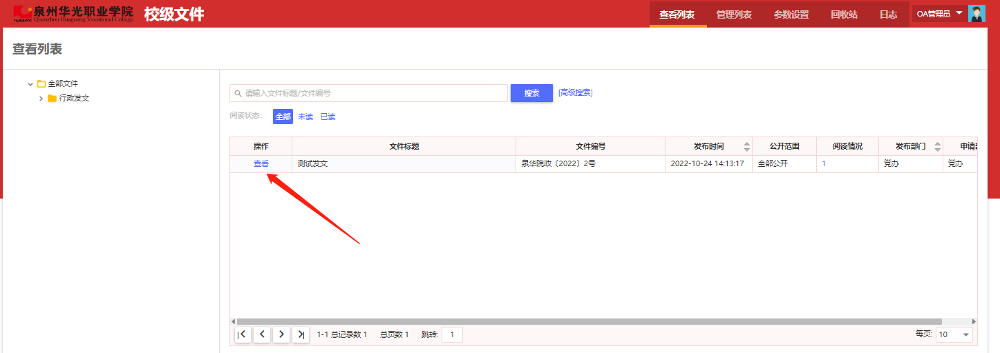 泉州华光职业学院 校级文件 查看列表 管理列表 参数设置 回收站 日志 OA管理员
Quanzhou Huaguang Vocational College
查看列表
全部文件
行政发文
请输入文件标题/文件编号 搜索 [高级搜索]
阅读状态: 全部 未读 已读
操作 文件标题 文件编号 发布时间 公开范围 阅读情况 发布部门 申请
查看 测试发文 泉华院政〔2022〕2号 2022-10-24 14:13:17 全部公开 1 党办 党办
1-1 总记录数 1 总页数 1 跳转: 1 每页: 10